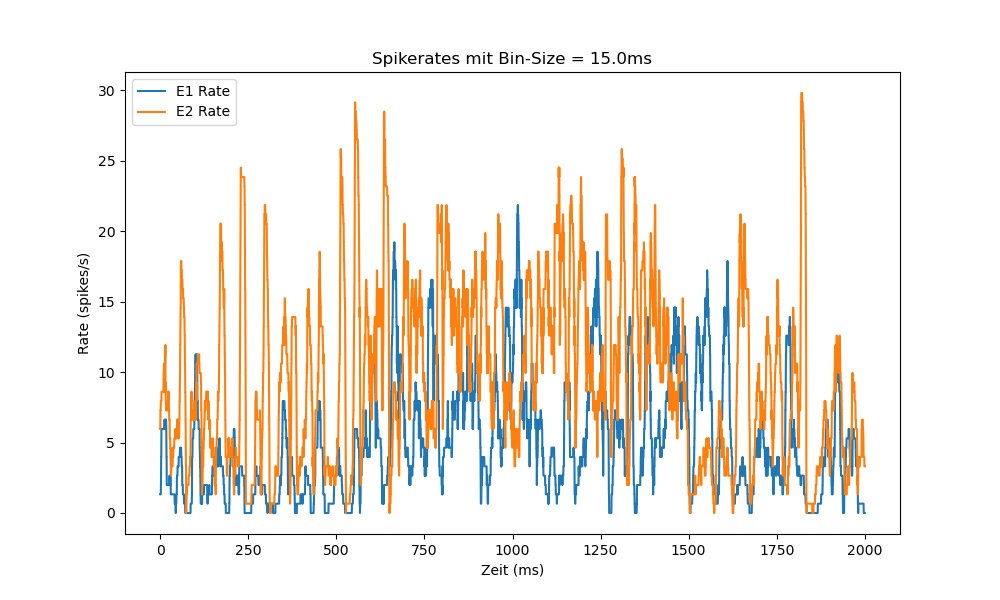 Spikerates mit Bin-Size = 15.0ms
E1 Rate
E2 Rate
30
25
20
15
10
5
0
Rate (spikes/s)
0 250 500 750 1000 1250 1500 1750 2000
Zeit (ms)